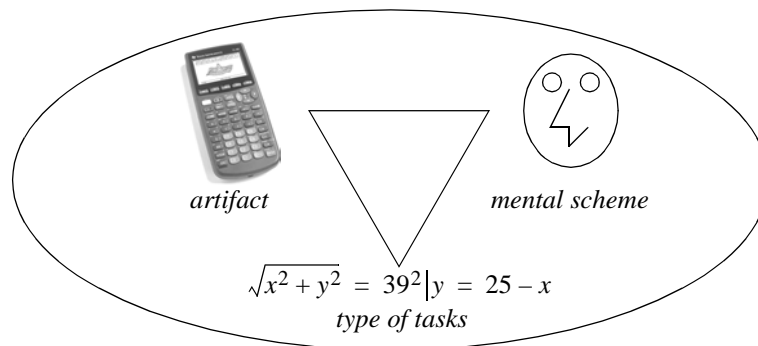 artifact
mental scheme
√x² + y² = 39²|y = 25 – x
type of tasks